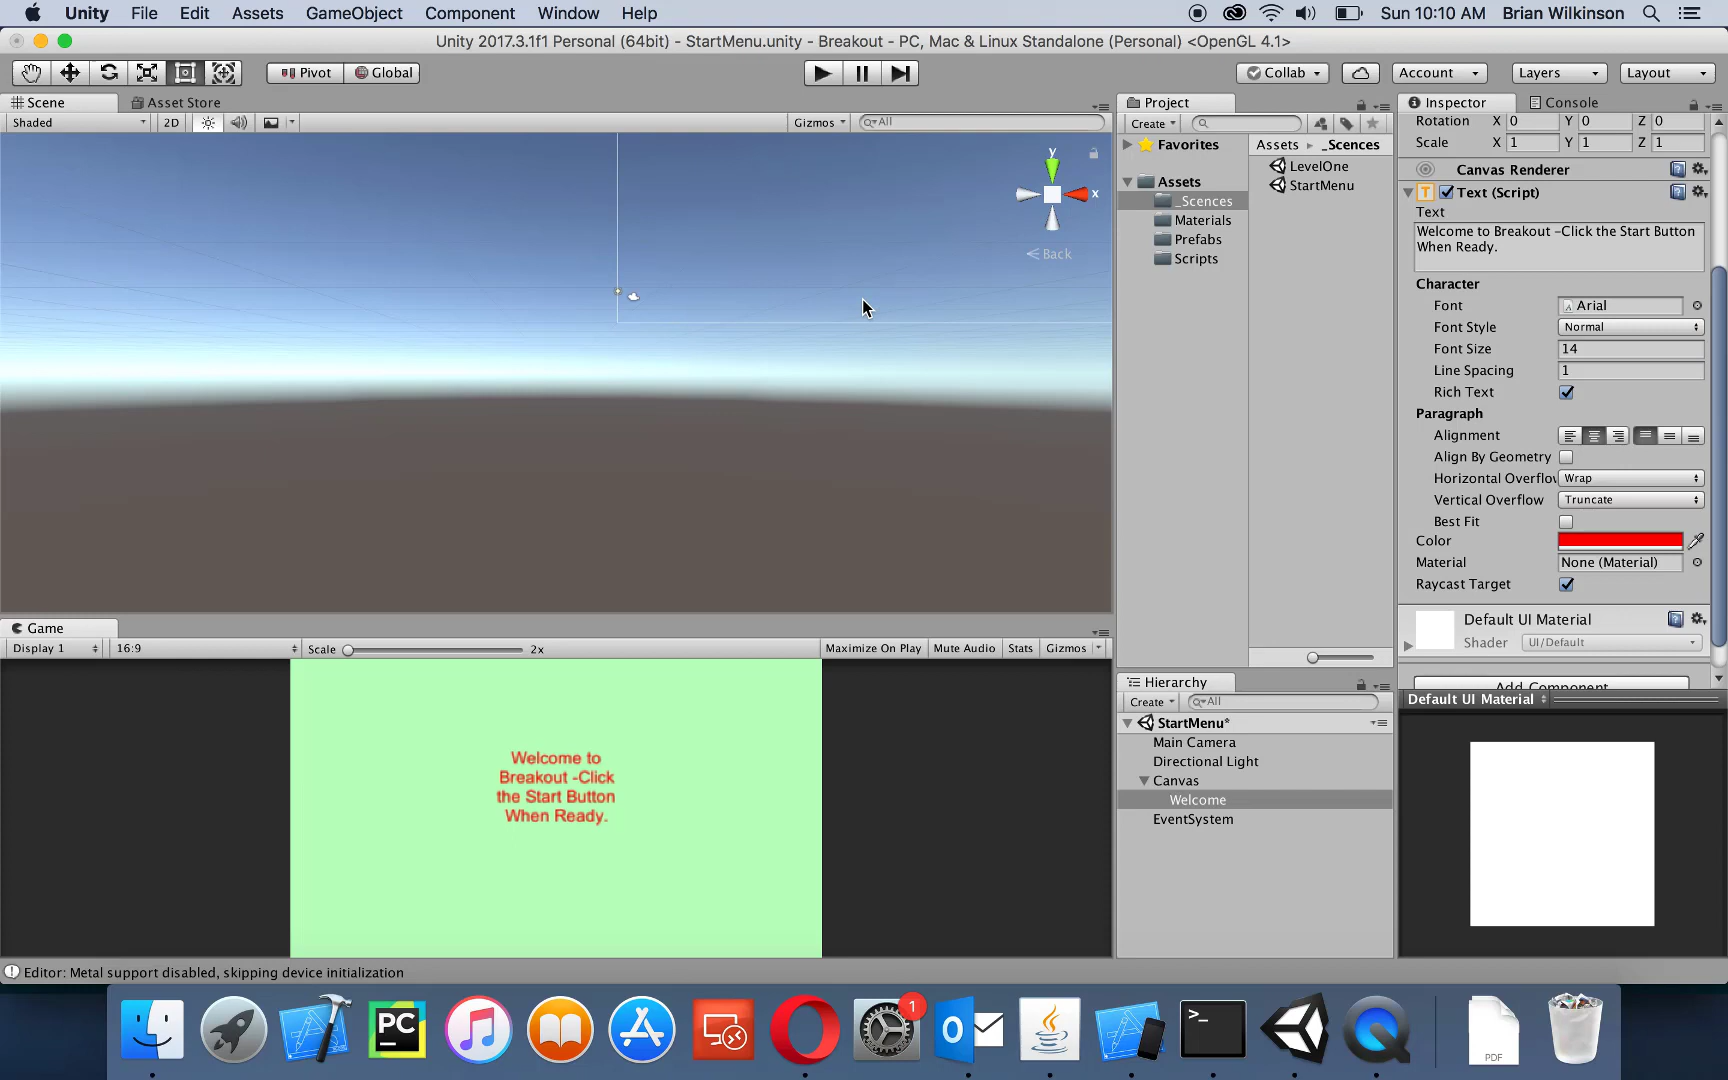 Unity File Edit Assets GameObject Component Window Help Sun 10:10 AM Brian Wilkinson
Unity 2017.3.1f1 Personal (64bit) - StartMenu.unity - Breakout - PC, Mac & Linux Standalone (Personal) <OpenGL 4.1>
Pivot Global Collab Account Layers Layout
Scene Asset Store
Shaded 2D Gizmos All
y
x
Back
Project
Create
Favorites
Assets
_Scences
Materials
Prefabs
Scripts
Assets _Scences
LevelOne
StartMenu
Inspector Console
Rotation X 0 Y 0 Z 0
Scale X 1 Y 1 Z 1
Canvas Renderer
T Text (Script)
Text
Welcome to Breakout -Click the Start Button
When Ready.
Character
Font Arial
Font Style Normal
Font Size 14
Line Spacing 1
Rich Text
Paragraph
Alignment
Align By Geometry
Horizontal Overflow Wrap
Vertical Overflow Truncate
Best Fit
Color
Material None (Material)
Raycast Target
Default UI Material
Shader UI/Default
Add Component
Default UI Material
Game
Display 1 16:9 Scale 2x Maximize On Play Mute Audio Stats Gizmos
Welcome to
Breakout -Click
the Start Button
When Ready.
Hierarchy
Create All
StartMenu*
Main Camera
Directional Light
Canvas
Welcome
EventSystem
Editor: Metal support disabled, skipping device initialization
PC
1
O
>_
PDF